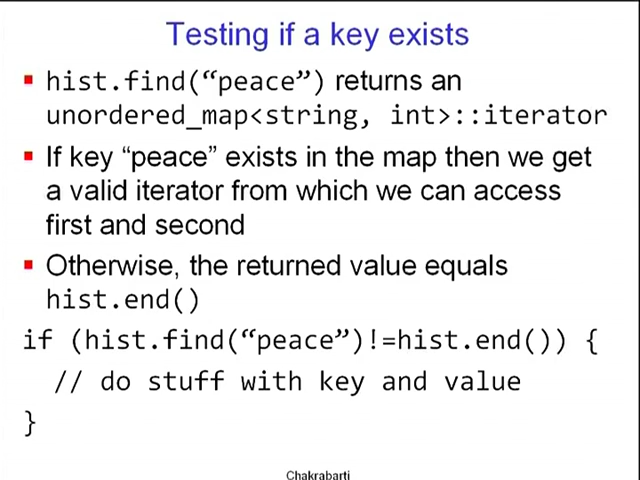 Testing if a key exists
hist.find(“peace”) returns an
unordered_map<string, int>::iterator
If key “peace” exists in the map then we get
a valid iterator from which we can access
first and second
Otherwise, the returned value equals
hist.end()
if (hist.find(“peace”)!=hist.end()) {
// do stuff with key and value
}
Chakrabarti